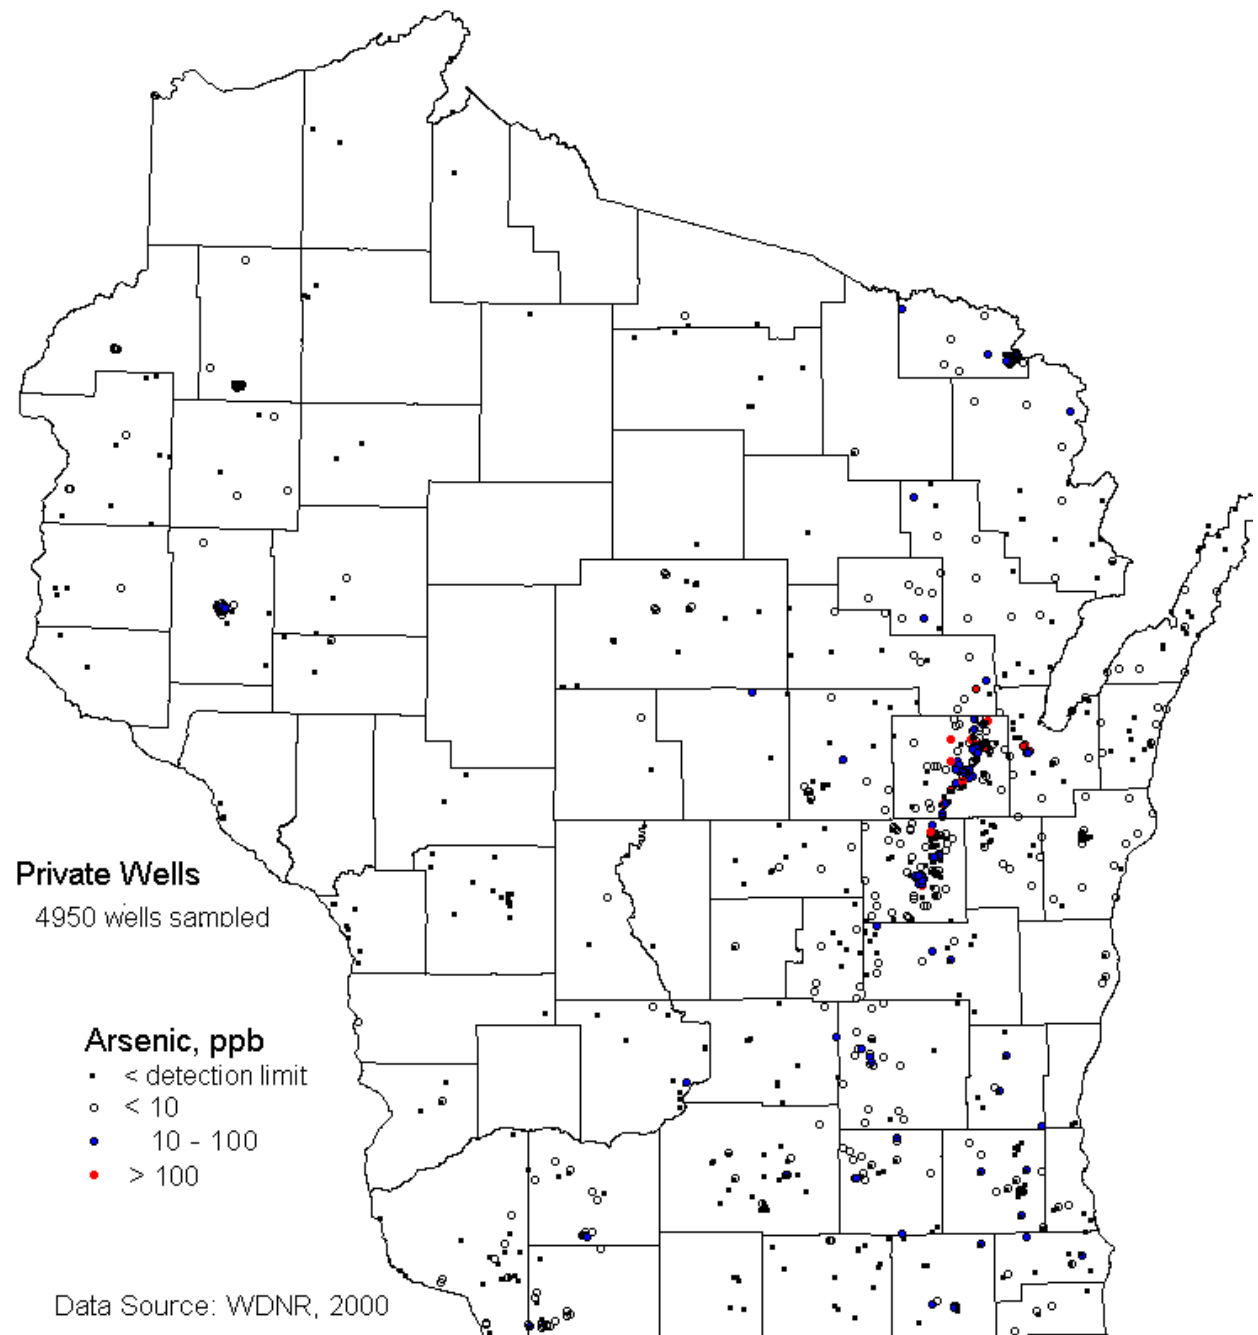 Private Wells
4950 wells sampled
Arsenic, ppb
< detection limit
< 10
10 - 100
> 100
Data Source: WDNR, 2000